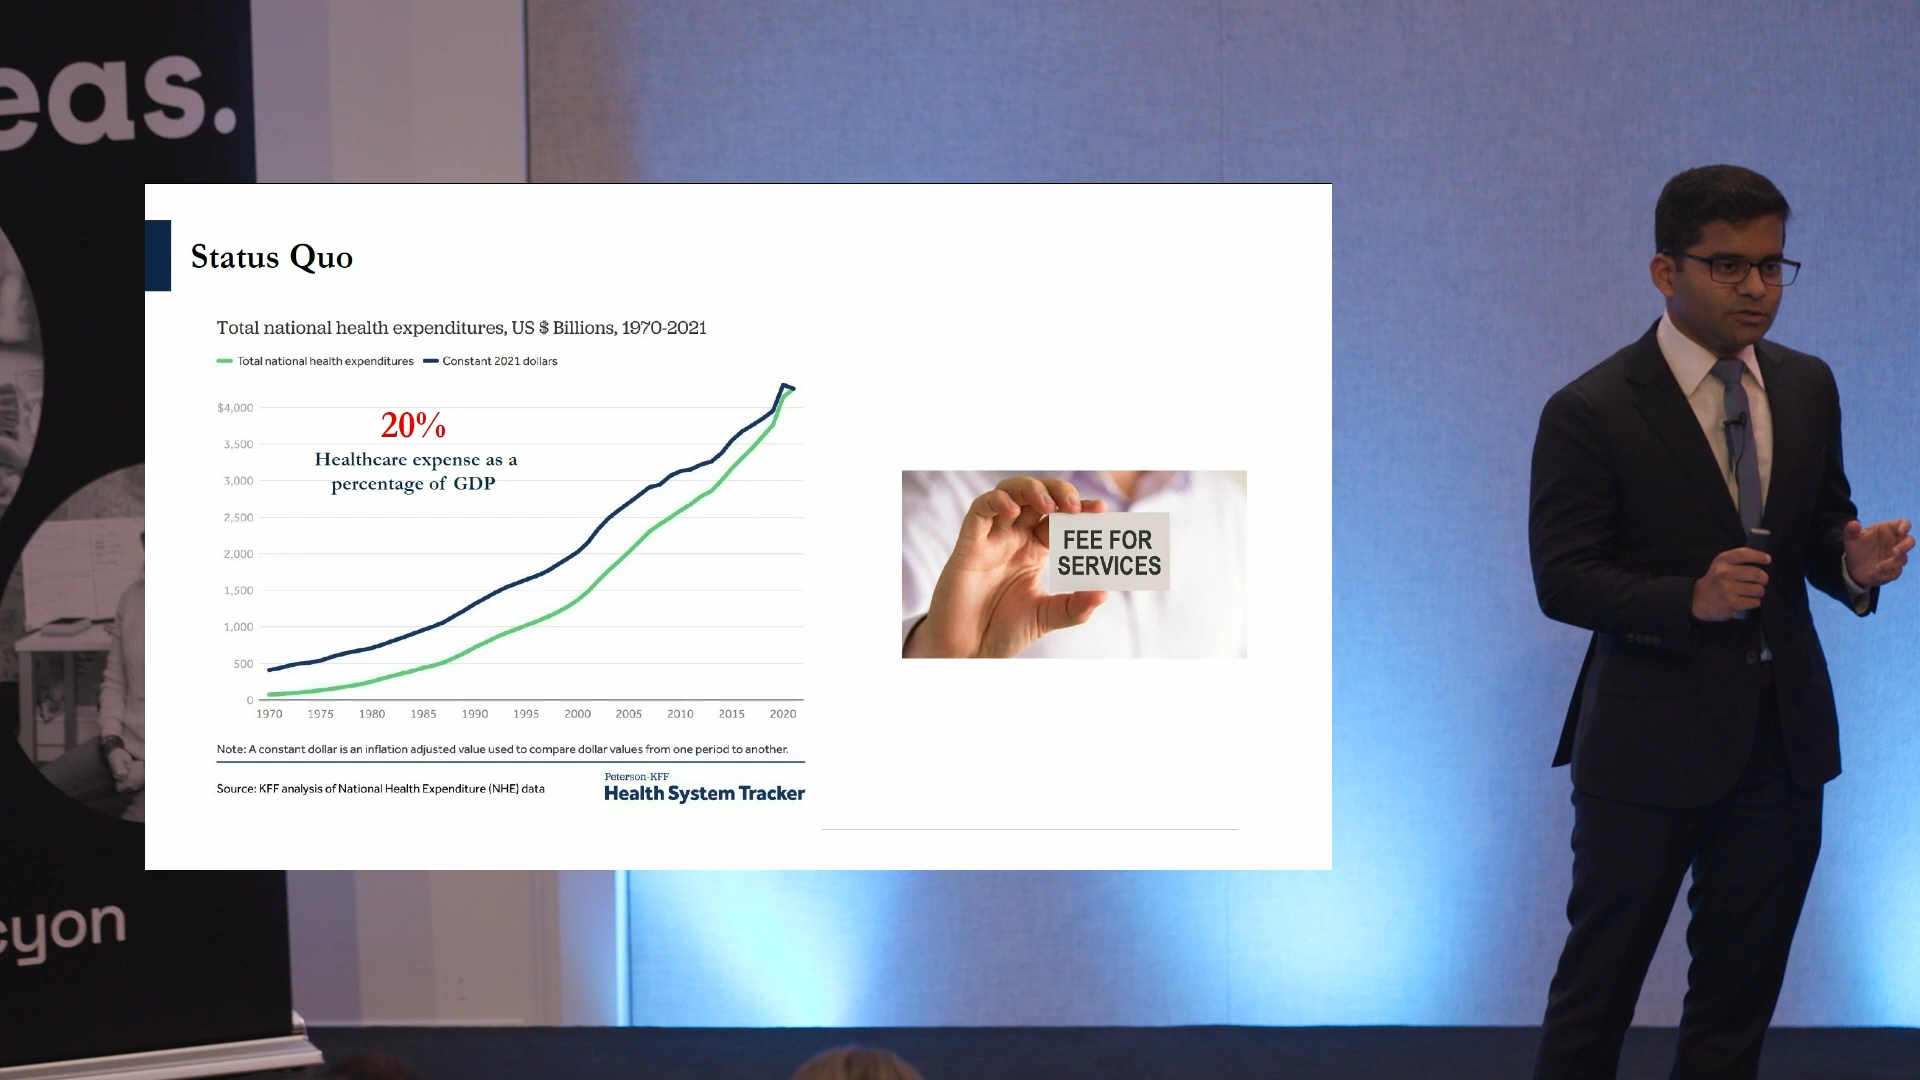 eas.
cyon
Status Quo
Total national health expenditures, US $ Billions, 1970-2021
Total national health expenditures Constant 2021 dollars
$4,000
3,500
3,000
2,500
2,000
1,500
1,000
500
0
20%
Healthcare expense as a
percentage of GDP
1970 1975 1980 1985 1990 1995 2000 2005 2010 2015 2020
Note: A constant dollar is an inflation adjusted value used to compare dollar values from one period to another.
Source: KFF analysis of National Health Expenditure (NHE) data
Peterson-KFF
Health System Tracker
FEE FOR
SERVICES